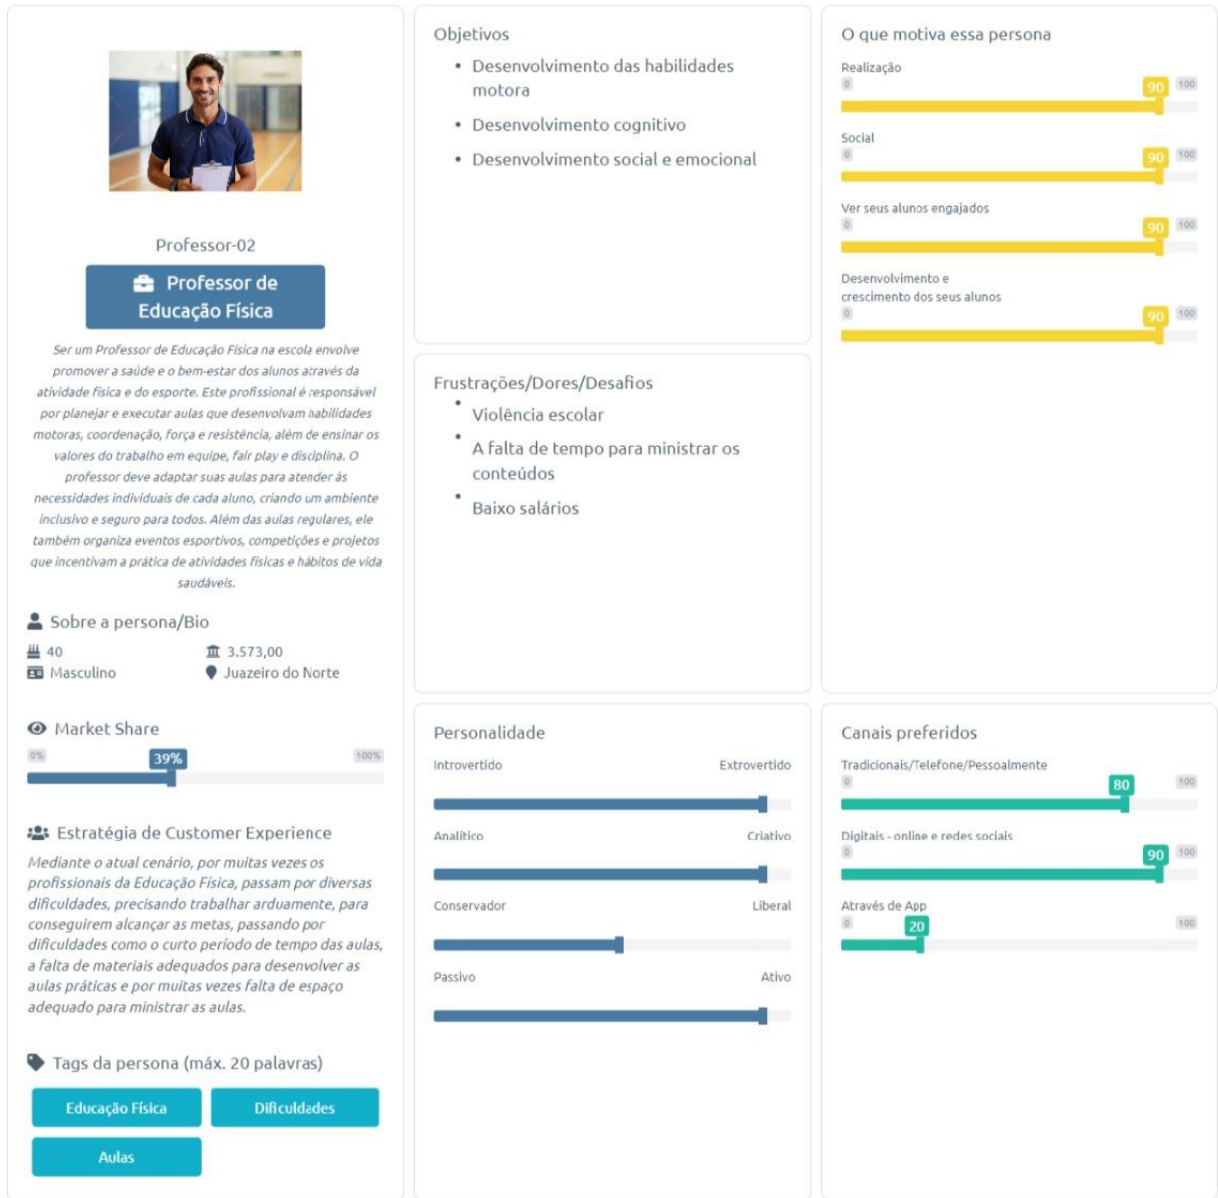 Professor-02
Professor de
Educação Física
Ser um Professor de Educação Física na escola envolve
promover a saúde e o bem-estar dos alunos através da
atividade física e do esporte. Este profissional é responsável
por planejar e executar aulas que desenvolvam habilidades
motoras, coordenação, força e resistência, além de ensinar os
valores do trabalho em equipe, fair play e disciplina. O
professor deve adaptar suas aulas para atender às
necessidades individuais de cada aluno, criando um ambiente
inclusivo e seguro para todos. Além das aulas regulares, ele
também organiza eventos esportivos, competições e projetos
que incentivam a prática de atividades físicas e hábitos de vida
saudáveis.
Sobre a persona/Bio
40
3.573,00
Masculino
Juazeiro do Norte
Market Share
0%
39%
100%
Estratégia de Customer Experience
Mediante o atual cenário, por muitas vezes os
profissionais da Educação Física, passam por diversas
dificuldades, precisando trabalhar arduamente, para
conseguirem alcançar as metas, passando por
dificuldades como o curto período de tempo das aulas,
a falta de materiais adequados para desenvolver as
aulas práticas e por muitas vezes falta de espaço
adequado para ministrar as aulas.
Tags da persona (máx. 20 palavras)
Educação Física
Dificuldades
Aulas
Objetivos
• Desenvolvimento das habilidades
motora
• Desenvolvimento cognitivo
• Desenvolvimento social e emocional
Frustrações/Dores/Desafios
• Violência escolar
• A falta de tempo para ministrar os
conteúdos
• Baixo salários
Personalidade
Introvertido
Extrovertido
Analítico
Criativo
Conservador
Liberal
Passivo
Ativo
O que motiva essa persona
Realização
0
90
100
Social
0
90
100
Ver seus alunos engajados
0
90
100
Desenvolvimento e
crescimento dos seus alunos
0
90
100
Canais preferidos
Tradicionais/Telefone/Pessoalmente
0
80
100
Digitais - online e redes sociais
0
90
100
Através de App
0
20
100